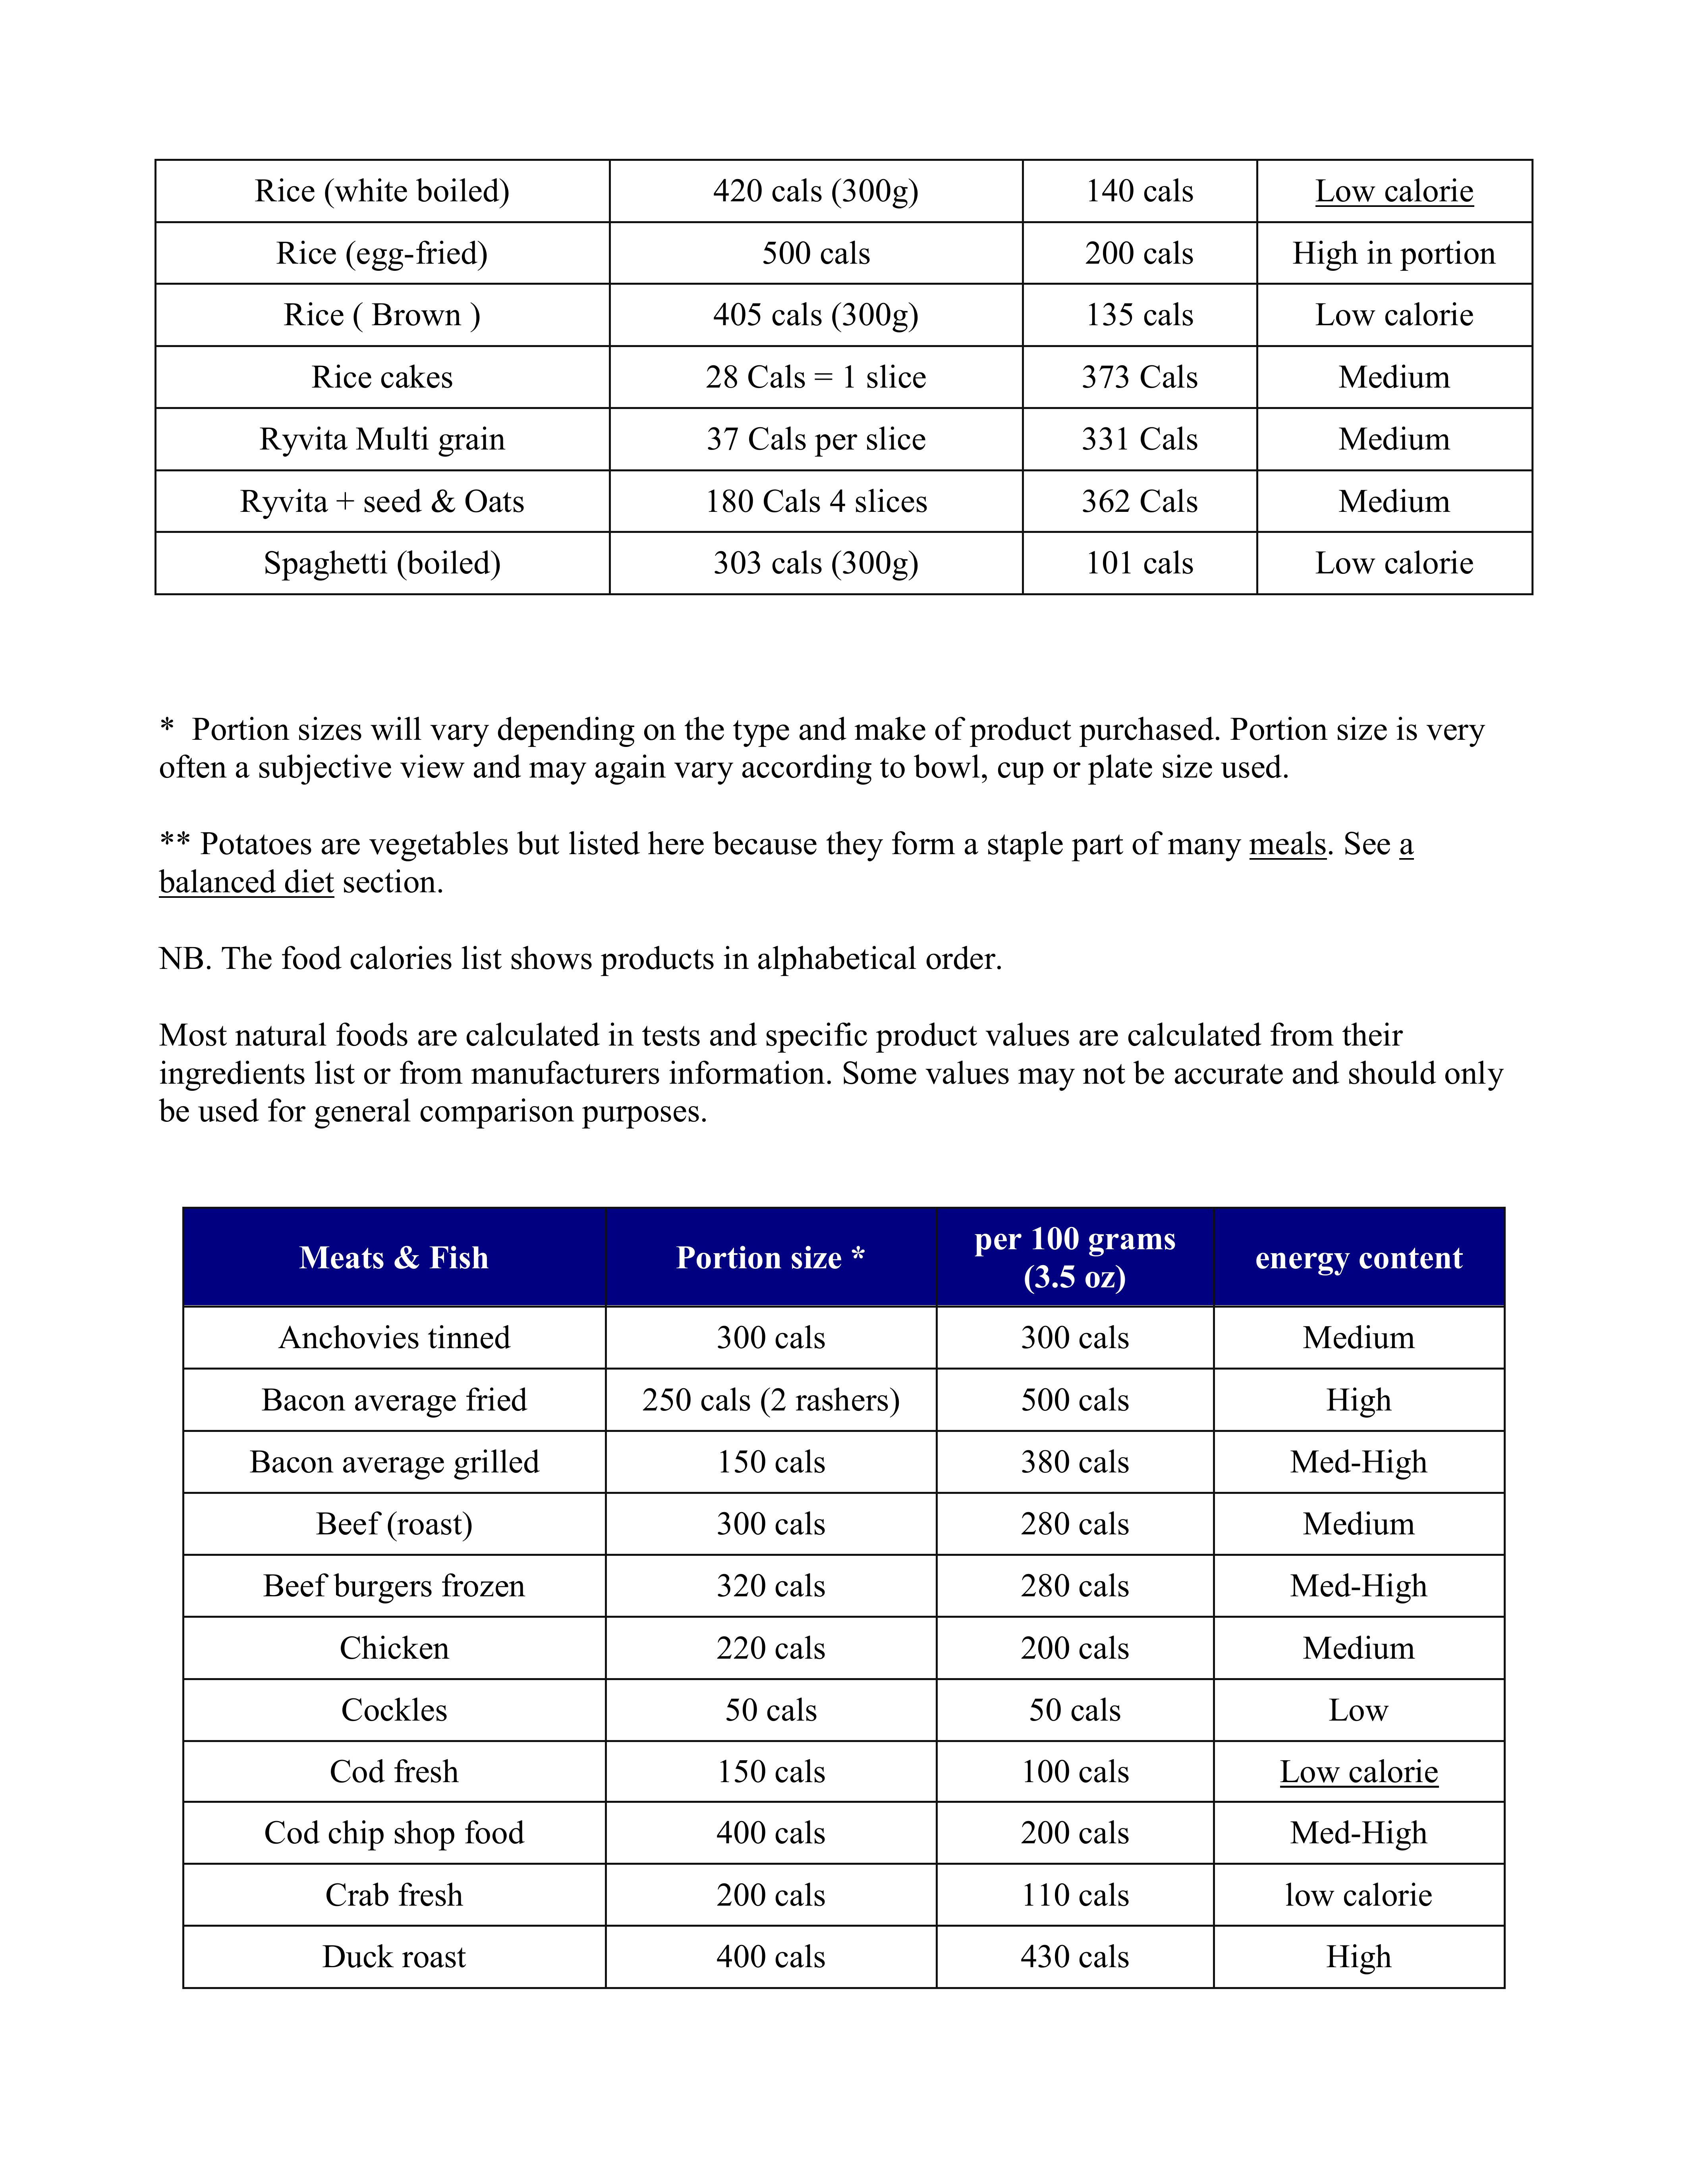 Rice (white boiled) 420 cals (300g) 140 cals Low calorie
Rice (egg-fried) 500 cals 200 cals High in portion
Rice ( Brown ) 405 cals (300g) 135 cals Low calorie
Rice cakes 28 Cals = 1 slice 373 Cals Medium
Ryvita Multi grain 37 Cals per slice 331 Cals Medium
Ryvita + seed & Oats 180 Cals 4 slices 362 Cals Medium
Spaghetti (boiled) 303 cals (300g) 101 cals Low calorie
* Portion sizes will vary depending on the type and make of product purchased. Portion size is very
often a subjective view and may again vary according to bowl, cup or plate size used.
** Potatoes are vegetables but listed here because they form a staple part of many meals. See a
balanced diet section.
NB. The food calories list shows products in alphabetical order.
Most natural foods are calculated in tests and specific product values are calculated from their
ingredients list or from manufacturers information. Some values may not be accurate and should only
be used for general comparison purposes.
Meats & Fish Portion size * per 100 grams
(3.5 oz) energy content
Anchovies tinned 300 cals 300 cals Medium
Bacon average fried 250 cals (2 rashers) 500 cals High
Bacon average grilled 150 cals 380 cals Med-High
Beef (roast) 300 cals 280 cals Medium
Beef burgers frozen 320 cals 280 cals Med-High
Chicken 220 cals 200 cals Medium
Cockles 50 cals 50 cals Low
Cod fresh 150 cals 100 cals Low calorie
Cod chip shop food 400 cals 200 cals Med-High
Crab fresh 200 cals 110 cals low calorie
Duck roast 400 cals 430 cals High